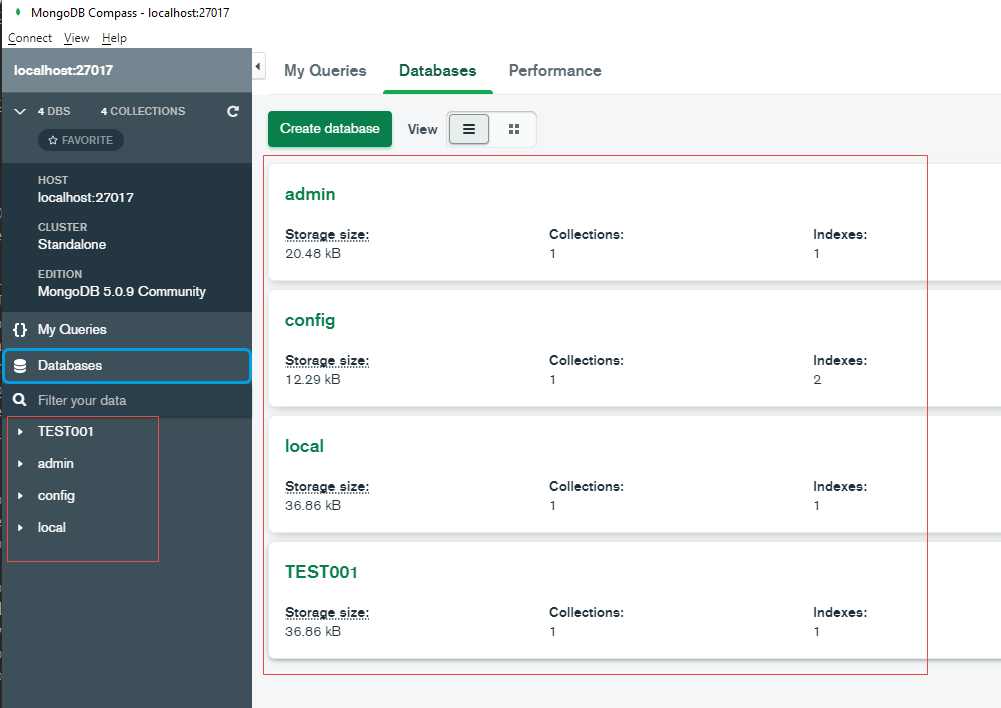 MongoDB Compass - localhost:27017
Connect View Help
localhost:27017
4 DBS 4 COLLECTIONS
FAVORITE
HOST
localhost:27017
CLUSTER
Standalone
EDITION
MongoDB 5.0.9 Community
{} My Queries
Databases
Filter your data
TEST001
admin
config
local
My Queries Databases Performance
Create database View
admin
Storage size: Collections: Indexes:
20.48 kB 1 1
config
Storage size: Collections: Indexes:
12.29 kB 1 2
local
Storage size: Collections: Indexes:
36.86 kB 1 1
TEST001
Storage size: Collections: Indexes:
36.86 kB 1 1